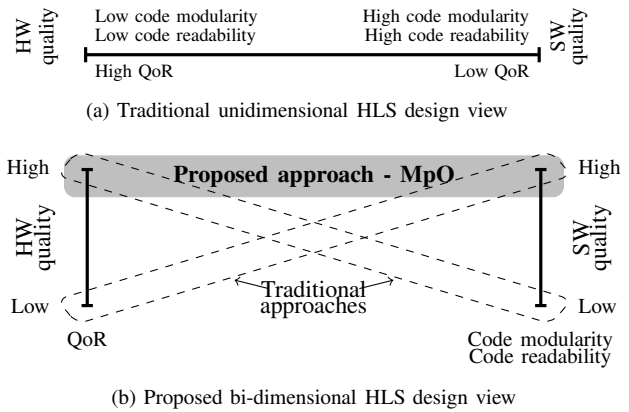 HW quality
Low code modularity
Low code readability
High code modularity
High code readability
SW quality
High QoR
Low QoR
(a) Traditional unidimensional HLS design view
High
Proposed approach - MpO
High
HW quality
SW quality
Low
Traditional
approaches
Low
QoR
Code modularity
Code readability
(b) Proposed bi-dimensional HLS design view